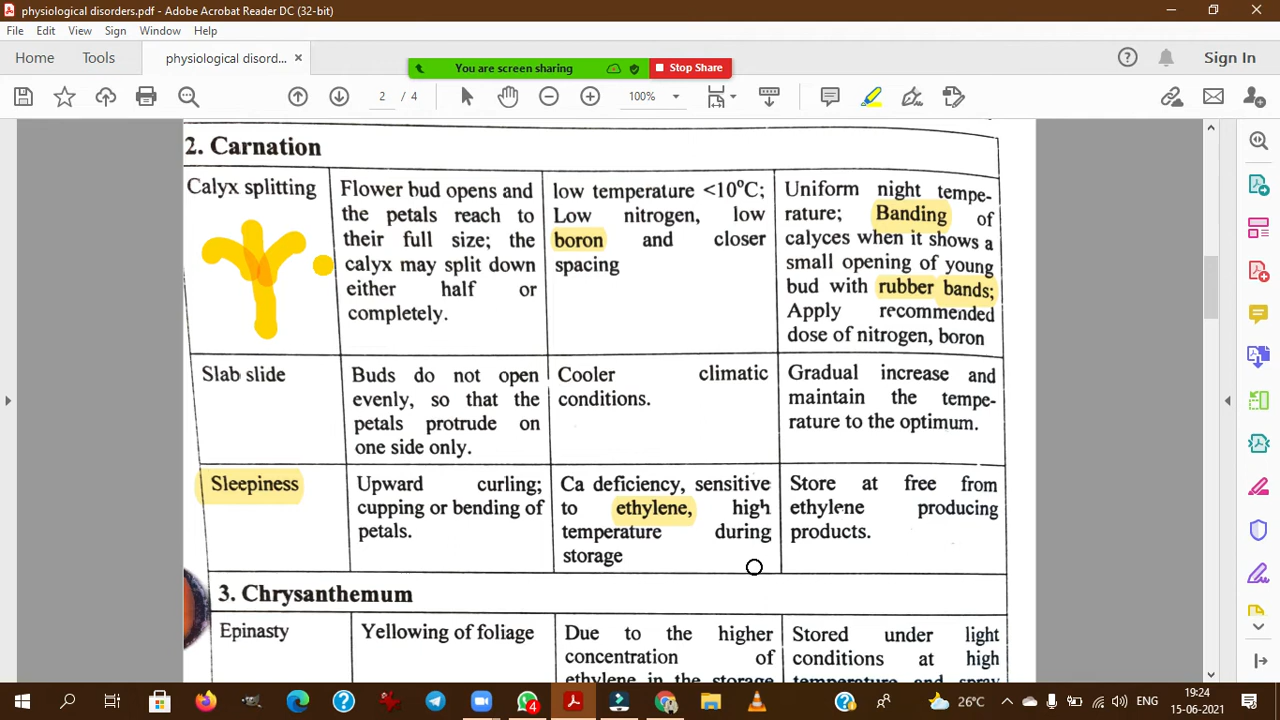 physiological disorders.pdf - Adobe Acrobat Reader DC (32-bit)
File Edit View Sign Window Help
Home Tools physiological disord... Sign In
You are screen sharing Stop Share
2 / 4 100%
2. Carnation
Calyx splitting
Flower bud opens and
the petals reach to
their full size; the
calyx may split down
either half or
completely.
low temperature <10°C;
Low nitrogen, low
boron and closer
spacing
Uniform night tempe-
rature; Banding of
calyces when it shows a
small opening of young
bud with rubber bands;
Apply recommended
dose of nitrogen, boron
Slab slide
Buds do not open
evenly, so that the
petals protrude on
one side only.
Cooler climatic
conditions.
Gradual increase and
maintain the tempe-
rature to the optimum.
Sleepiness
Upward curling;
cupping or bending of
petals.
Ca deficiency, sensitive
to ethylene, high
temperature during
storage
Store at free from
ethylene producing
products.
3. Chrysanthemum
Epinasty
Yellowing of foliage
Due to the higher
concentration of
ethylene in the storage
Stored under light
conditions at high
temperature and spray
4
26°C ENG
19:24
15-06-2021